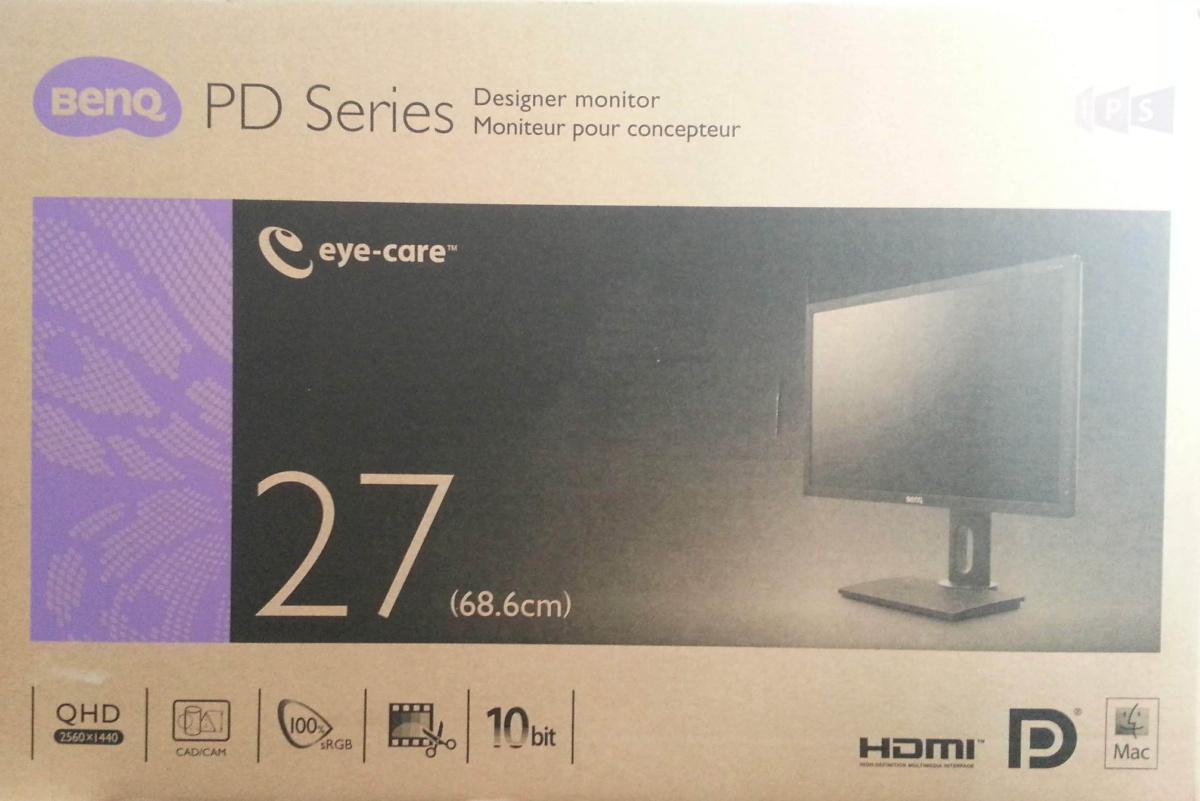 BenQ
PD Series
Designer monitor
Moniteur pour concepteur
IPS
eye-care™
27
(68.6cm)
BenQ
QHD
2560×1440
CAD/CAM
100%
sRGB
10bit
HDMI™
HIGH-DEFINITION MULTIMEDIA INTERFACE
D®
Mac